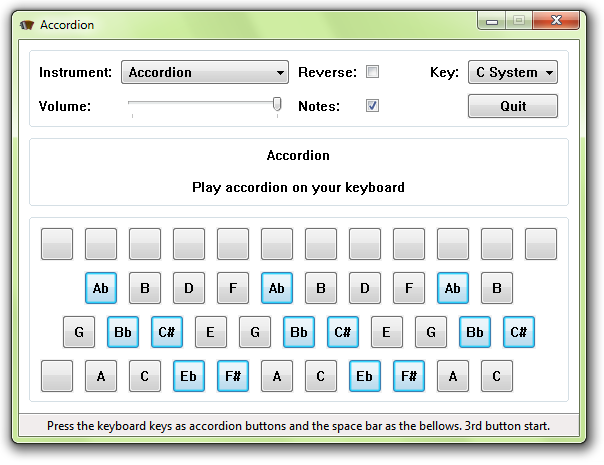 Accordion
Instrument: Accordion Reverse: Key: C System
Volume: Notes: Quit
Accordion
Play accordion on your keyboard
Ab B D F Ab B D F Ab B
G Bb C# E G Bb C# E G Bb C#
A C Eb F# A C Eb F# A C
Press the keyboard keys as accordion buttons and the space bar as the bellows. 3rd button start.